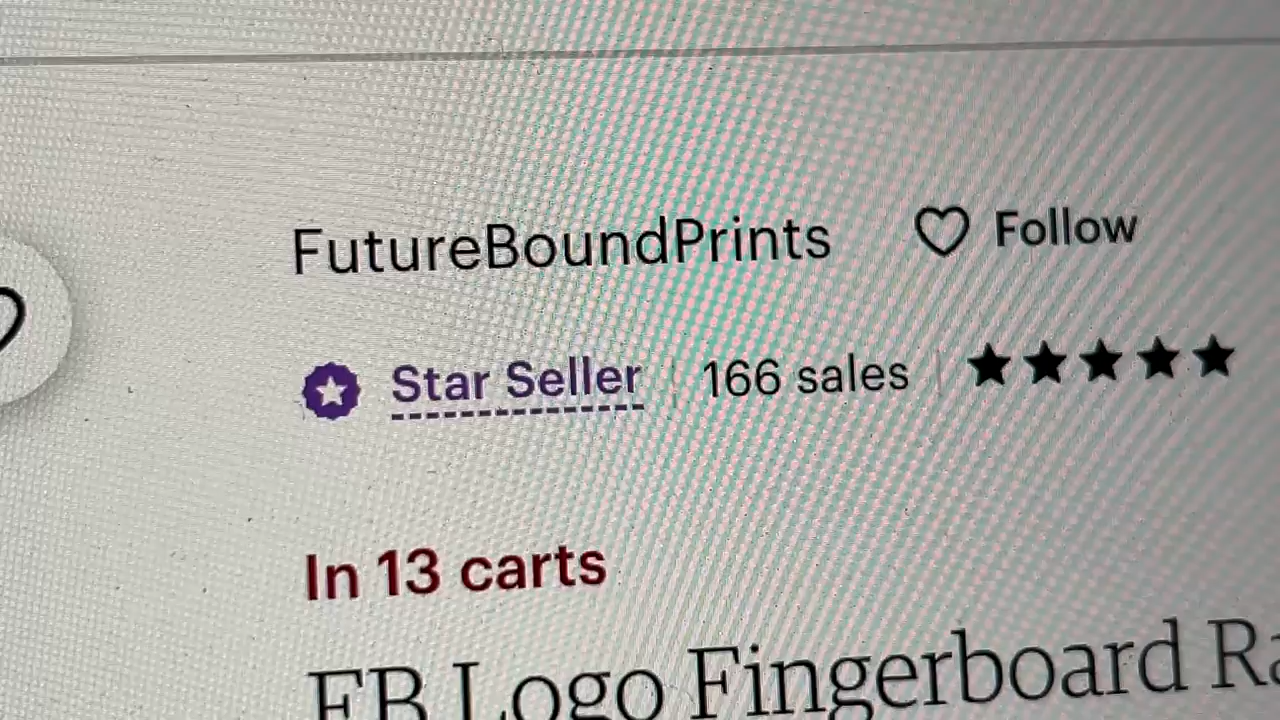 FutureBoundPrints Follow
Star Seller 166 sales
In 13 carts
FB Logo Fingerboard